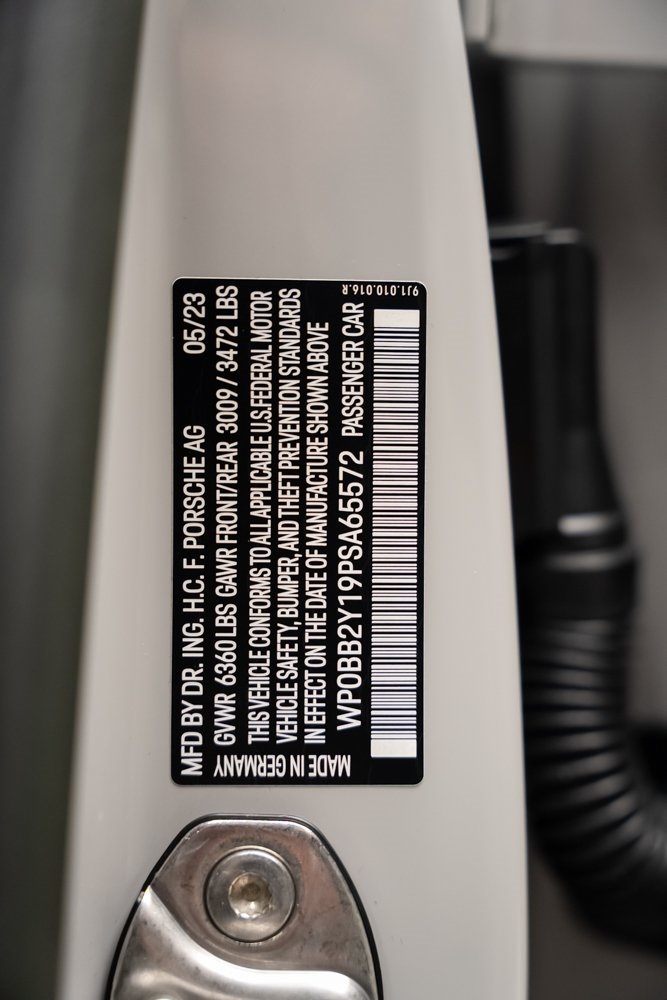 MFD BY DR. ING. H.C. F. PORSCHE AG 05/23
GVWR 6360 LBS GAWR FRONT/REAR 3009 / 3472 LBS
THIS VEHICLE CONFORMS TO ALL APPLICABLE U.S. FEDERAL MOTOR
VEHICLE SAFETY, BUMPER, AND THEFT PREVENTION STANDARDS
IN EFFECT ON THE DATE OF MANUFACTURE SHOWN ABOVE
WP0BB2Y19PSA65572 PASSENGER CAR
MADE IN GERMANY
9J1.010.016.R